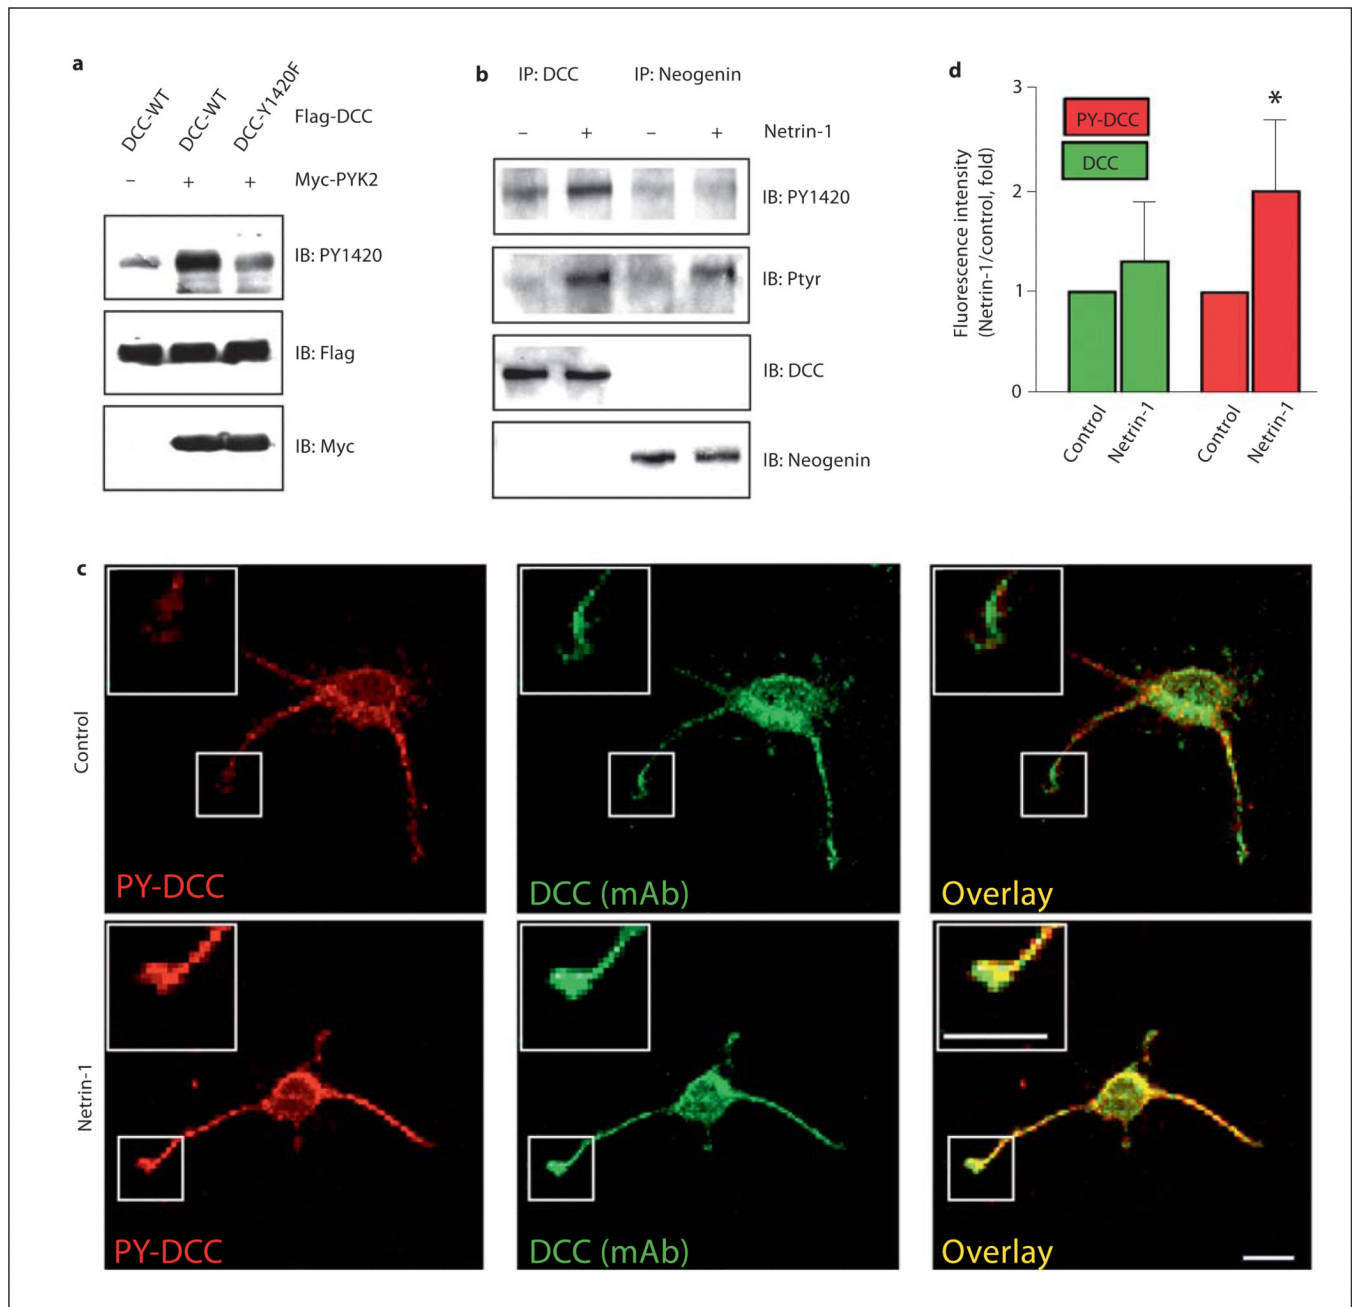 a
DCC-WT
DCC-WT
DCC-Y1420F
Flag-DCC
– + + Myc-PYK2
IB: PY1420
IB: Flag
IB: Myc
b
IP: DCC IP: Neogenin
– + – + Netrin-1
IB: PY1420
IB: Ptyr
IB: DCC
IB: Neogenin
d
Fluorescence intensity
(Netrin-1/control, fold)
3
2
1
0
PY-DCC
DCC
*
Control
Netrin-1
Control
Netrin-1
c
Control
PY-DCC
DCC (mAb)
Overlay
Netrin-1
PY-DCC
DCC (mAb)
Overlay